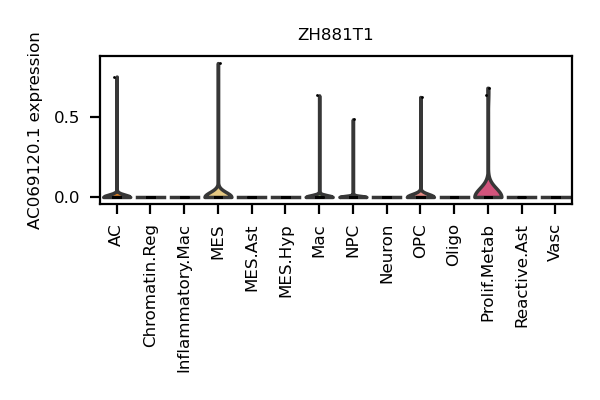 ZH881T1
AC069120.1 expression
0.5
0.0
AC
Chromatin.Reg
Inflammatory.Mac
MES
MES.Ast
MES.Hyp
Mac
NPC
Neuron
OPC
Oligo
Prolif.Metab
Reactive.Ast
Vasc